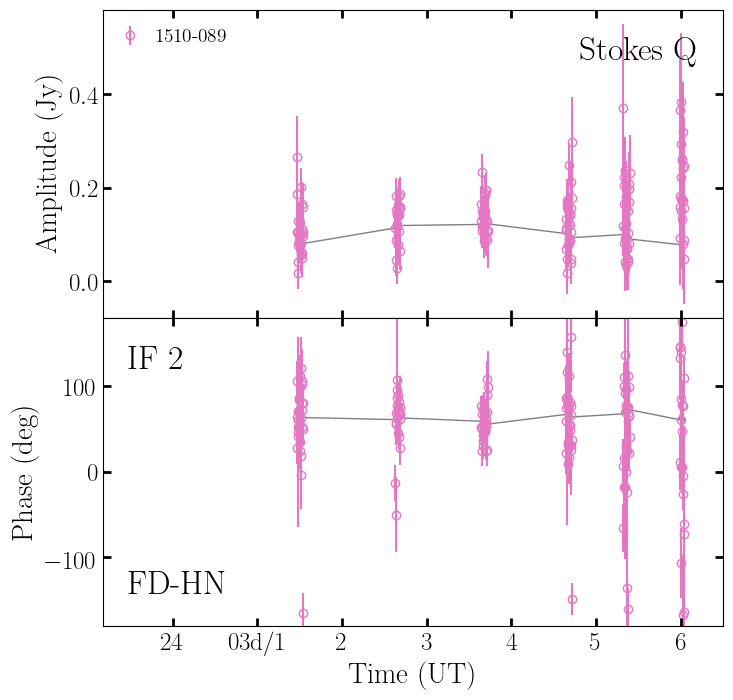 1510-089
Stokes Q
Amplitude (Jy)
0.4
0.2
0.0
IF 2
Phase (deg)
100
0
−100
FD-HN
24 03d/1 2 3 4 5 6
Time (UT)